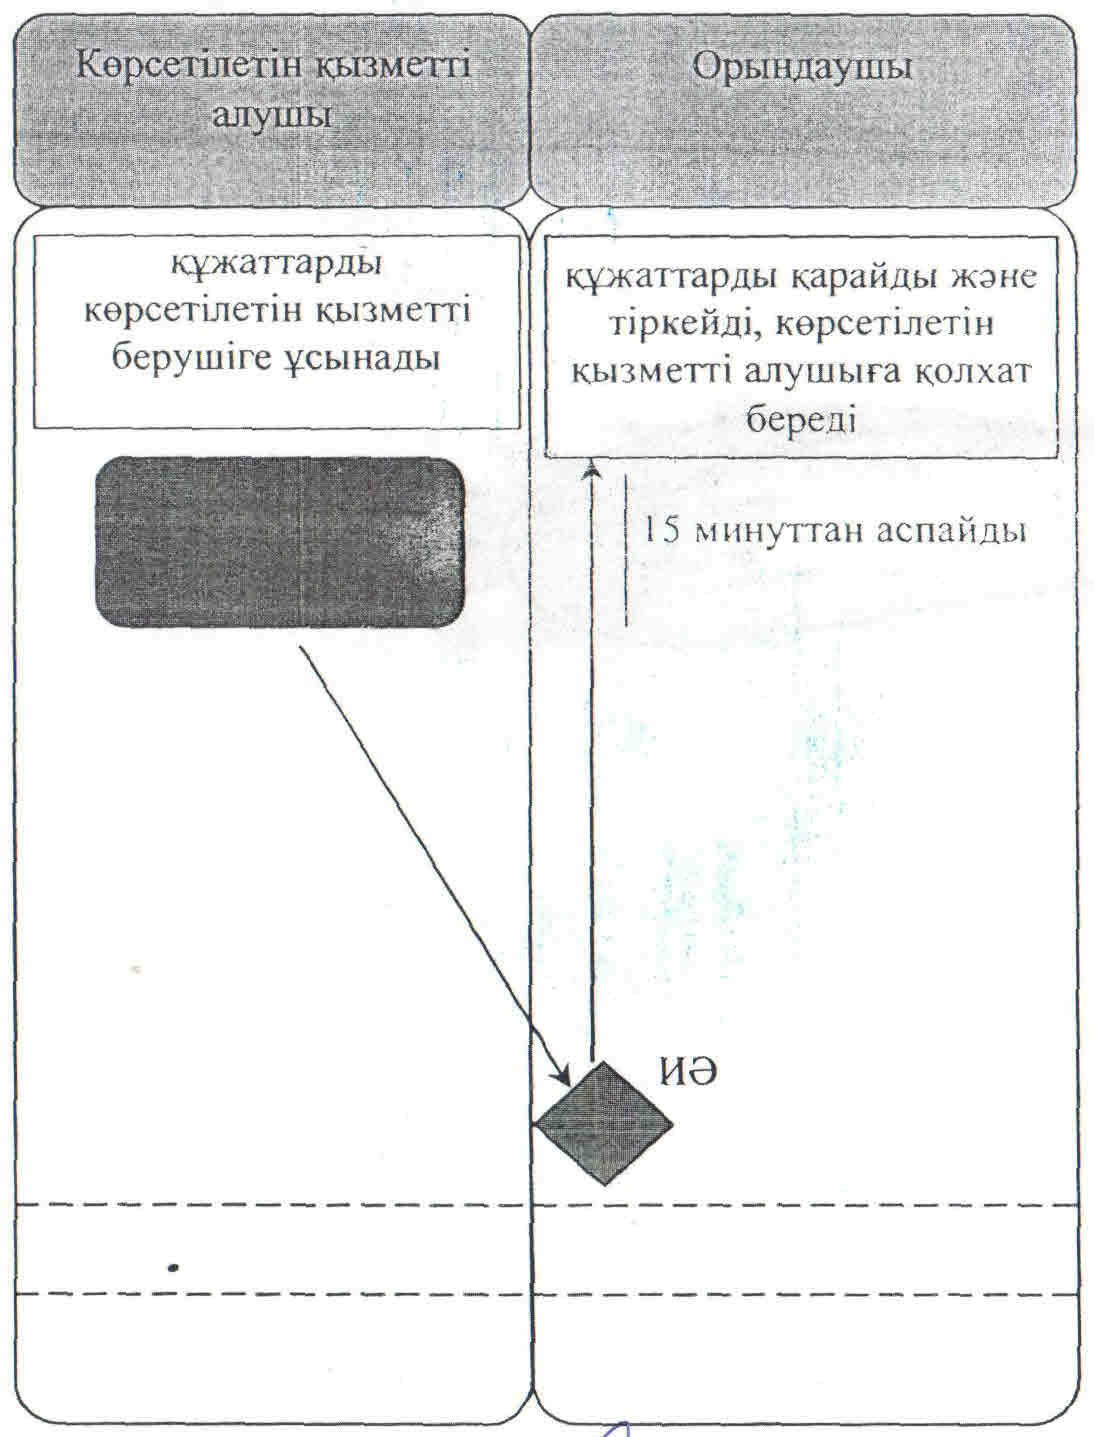 Көрсетілетін қызметті
алушы
Орындаушы
құжаттарды
көрсетілетін қызметті
берушіге ұсынады
құжаттарды қарайды және
тіркейді, көрсетілетін
қызметті алушыға қолхат
береді
15 минуттан аспайды
ИӘ